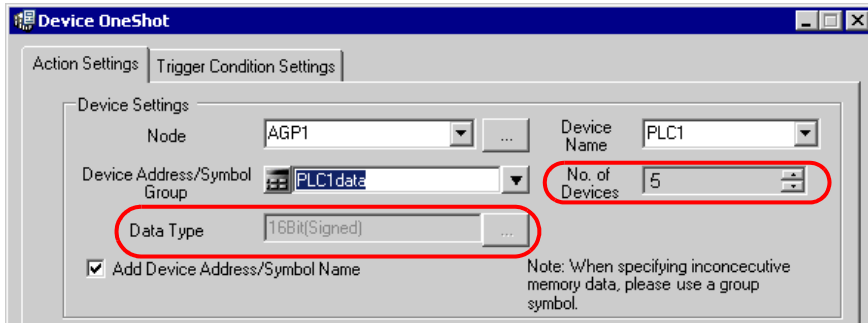 Device OneShot
Action Settings
Trigger Condition Settings
Device Settings
Node
AGP1
...
Device Name
PLC1
Device Address/Symbol Group
PLC1data
No. of Devices
5
Data Type
16Bit(Signed)
...
Add Device Address/Symbol Name
Note: When specifying inconcecutive
memory data, please use a group
symbol.